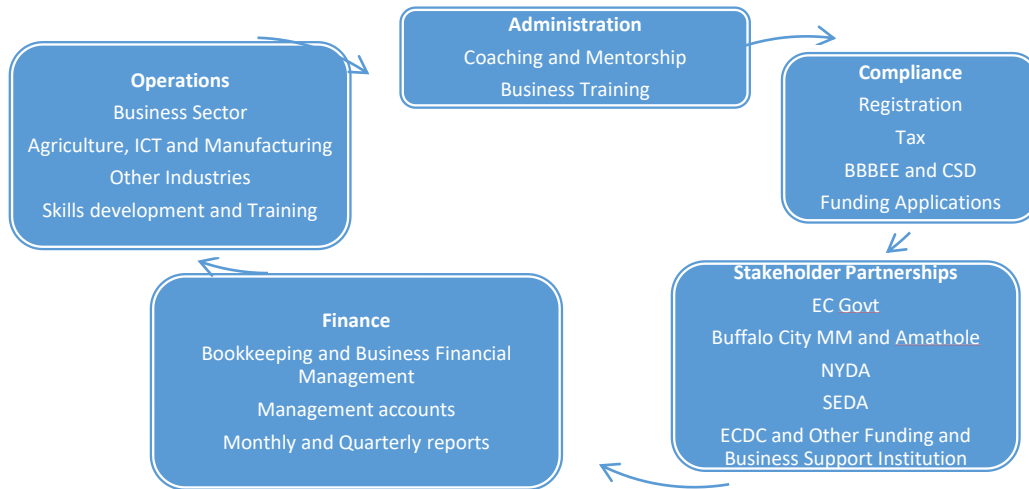 Administration
Coaching and Mentorship
Business Training
Compliance
Registration
Tax
BBBEE and CSD
Funding Applications
Stakeholder Partnerships
EC Govt
Buffalo City MM and Amathole
NYDA
SEDA
ECDC and Other Funding and
Business Support Institution
Finance
Bookkeeping and Business Financial
Management
Management accounts
Monthly and Quarterly reports
Operations
Business Sector
Agriculture, ICT and Manufacturing
Other Industries
Skills development and Training